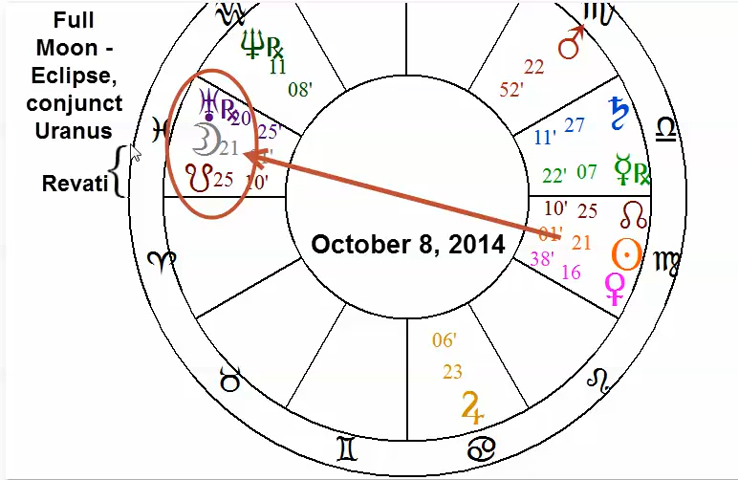 Full
Moon -
Eclipse,
conjunct
Uranus
Revati
♒
♆ ℞
11
08'
♏
♂
22
52'
♓
♅ ℞
20 25'
☽ 21
☋ 25 10'
♎
11' 27 ♄
22' 07 ☿ ℞
10' 25 ☊
01' 21 ☉
38' 16 ♀
♍
October 8, 2014
♈
06'
23
♃
♉
♊
♋
♌